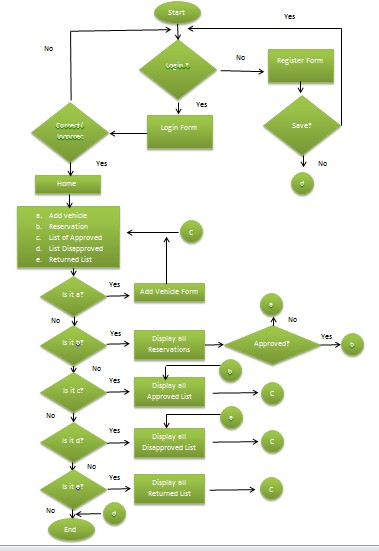 Start
Yes
No
Login ?
No
Register Form
Yes
Login Form
Correct /
Incorrec
Save?
Yes
No
Home
d
a. Add vehicle
b. Reservation
c. List of Approved
d. List Disapproved
e. Returned List
C
Is it a?
Yes
Add Vehicle Form
a
No
No
Is it b?
Yes
Display all
Reservations
Approved?
Yes
b
No
b
Is it c?
Yes
Display all
Approved List
C
No
a
Is it d?
Yes
Display all
Disapproved List
C
No
Is it e?
Yes
Display all
Returned List
C
No
d
End